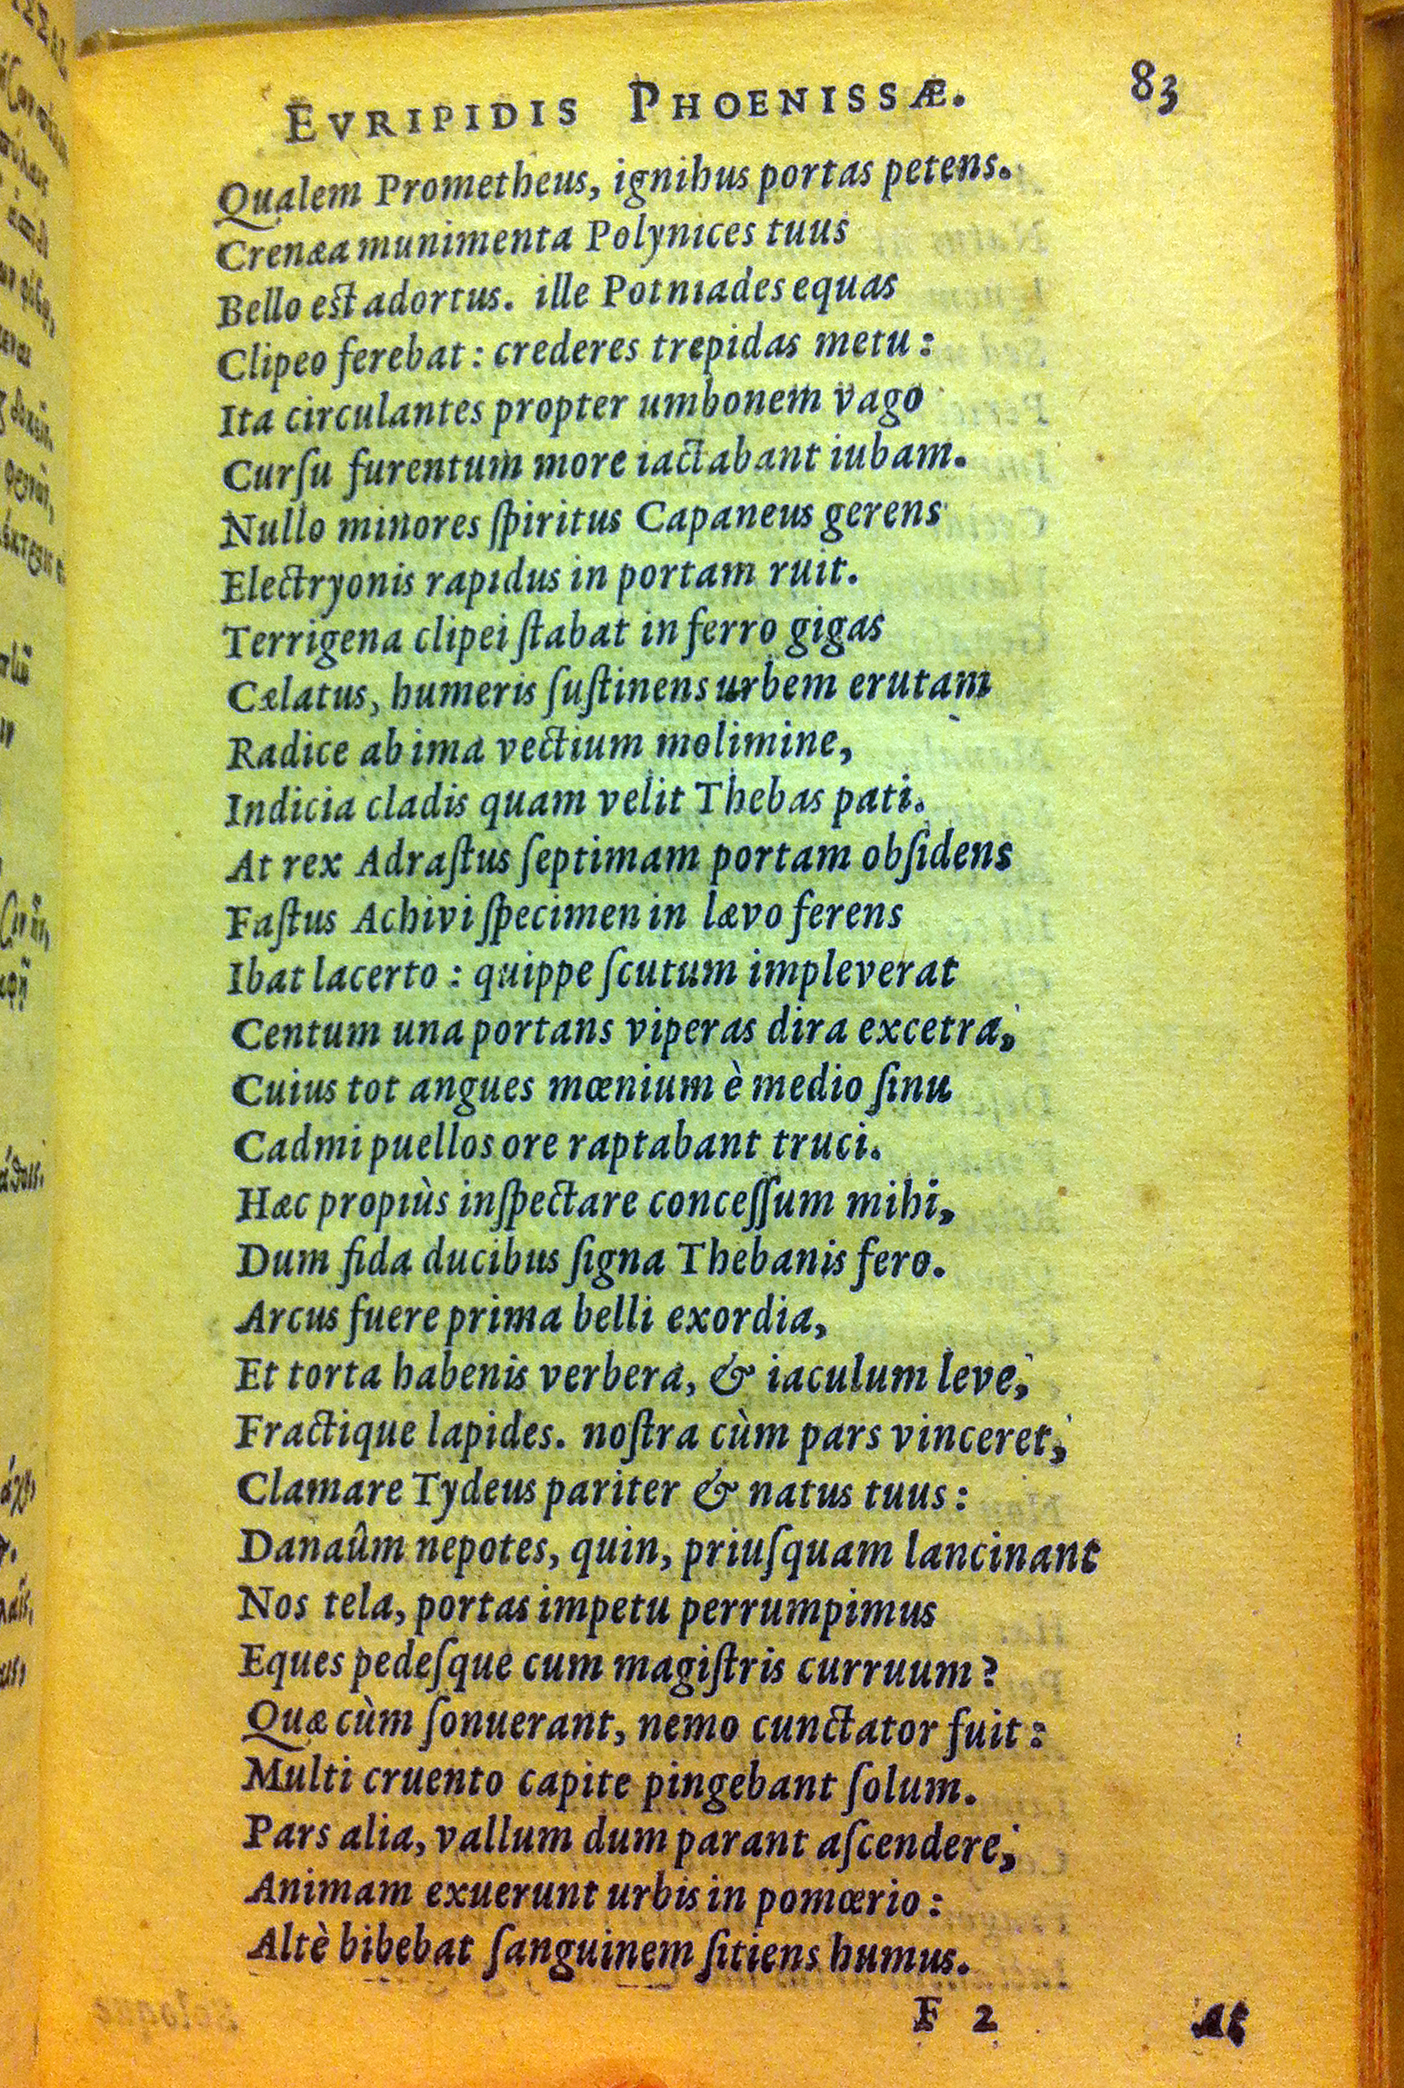 EVRIPIDIS PHOENISSÆ. 83
Qualem Prometheus, ignibus portas petens.
Crenæa munimenta Polynices tuus
Bello est adortus. ille Potniades equas
Clipeo ferebat: crederes trepidas metu:
Ita circulantes propter umbonem vago
Curſu furentum more iactabant iubam.
Nullo minores ſpiritus Capaneus gerens
Electryonis rapidus in portam ruit.
Terrigena clipei ſtabat in ferro gigas
Cælatus, humeris ſuſtinens urbem erutam
Radice ab ima vectium molimine,
Indicia cladis quam velit Thebas pati.
At rex Adraſtus ſeptimam portam obſidens
Faſtus Achivi ſpecimen in lævo ferens
Ibat lacerto: quippe ſcutum impleverat
Centum una portans viperas dira excetra,
Cuius tot angues mœnium è medio ſinu
Cadmi puellos ore raptabant truci.
Hæc propiùs inſpectare conceſſum mihi,
Dum fida ducibus ſigna Thebanis fero.
Arcus fuere prima belli exordia,
Et torta habenis verbera, & iaculum leve,
Fractique lapides. noſtra cùm pars vinceret,
Clamare Tydeus pariter & natus tuus:
Danaûm nepotes, quin, priuſquam lancinant
Nos tela, portas impetu perrumpimus
Eques pedeſque cum magiſtris curruum?
Quæ cùm ſonuerant, nemo cunctator fuit:
Multi cruento capite pingebant ſolum.
Pars alia, vallum dum parant aſcendere,
Animam exuerunt urbis in pomœrio:
Altè bibebat ſanguinem ſitiens humus.
F 2 At